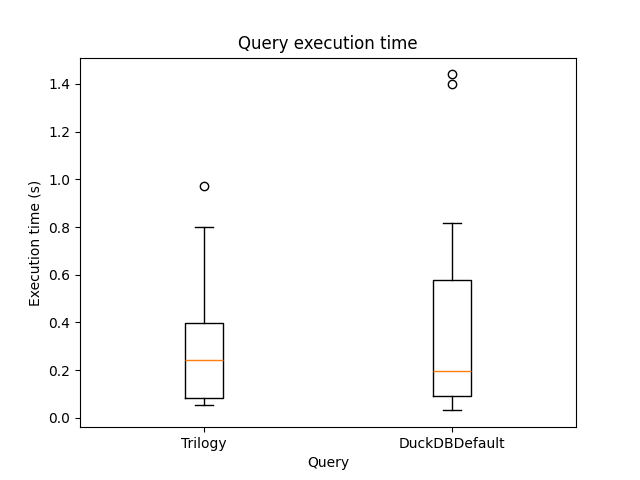 Query execution time
Execution time (s)
1.4
1.2
1.0
0.8
0.6
0.4
0.2
0.0
Trilogy
DuckDBDefault
Query